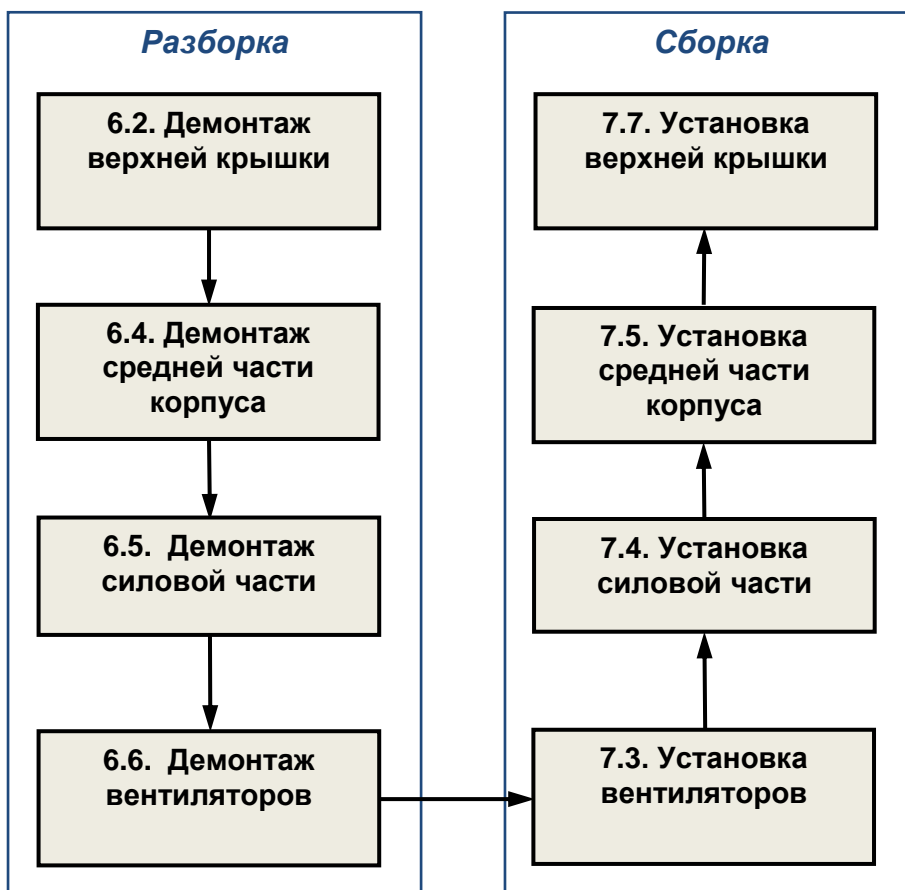 Разборка
6.2. Демонтаж
верхней крышки
6.4. Демонтаж
средней части
корпуса
6.5.  Демонтаж
силовой части
6.6.  Демонтаж
вентиляторов
Сборка
7.7. Установка
верхней крышки
7.5. Установка
средней части
корпуса
7.4. Установка
силовой части
7.3. Установка
вентиляторов